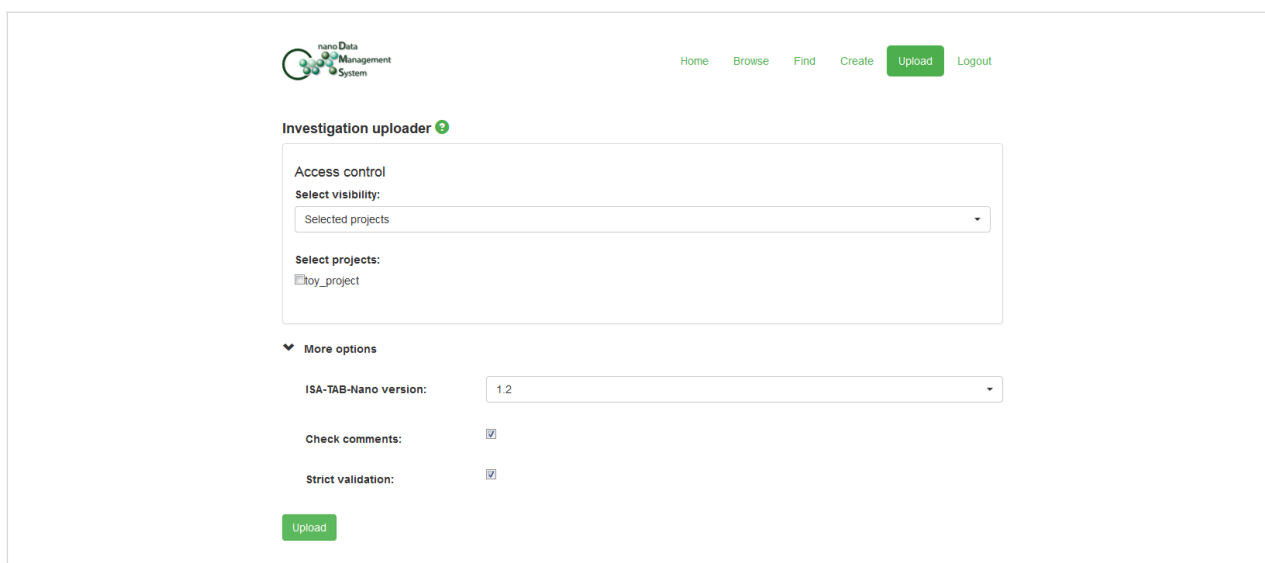 nano Data
Management
System
Home Browse Find Create Upload Logout
Investigation uploader ?
Access control
Select visibility:
Selected projects
Select projects:
toy_project
More options
ISA-TAB-Nano version: 1.2
Check comments:
Strict validation:
Upload